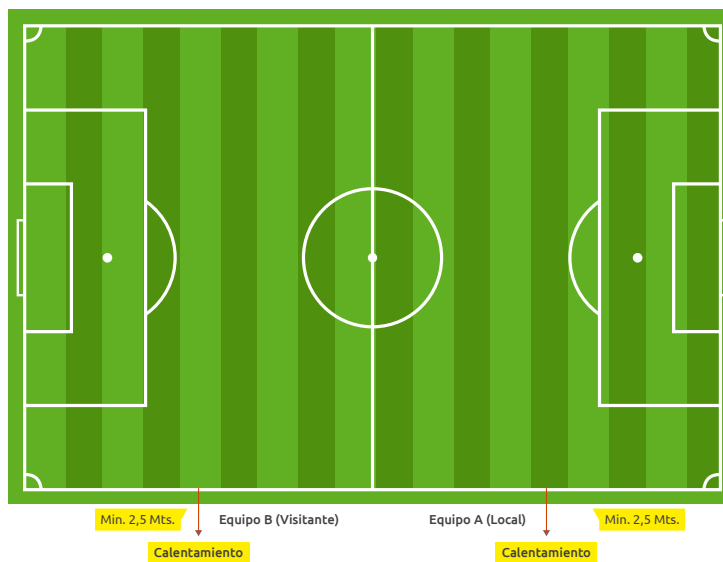 Min. 2,5 Mts.
Equipo B (Visitante)
Equipo A (Local)
Min. 2,5 Mts.
Calentamiento
Calentamiento